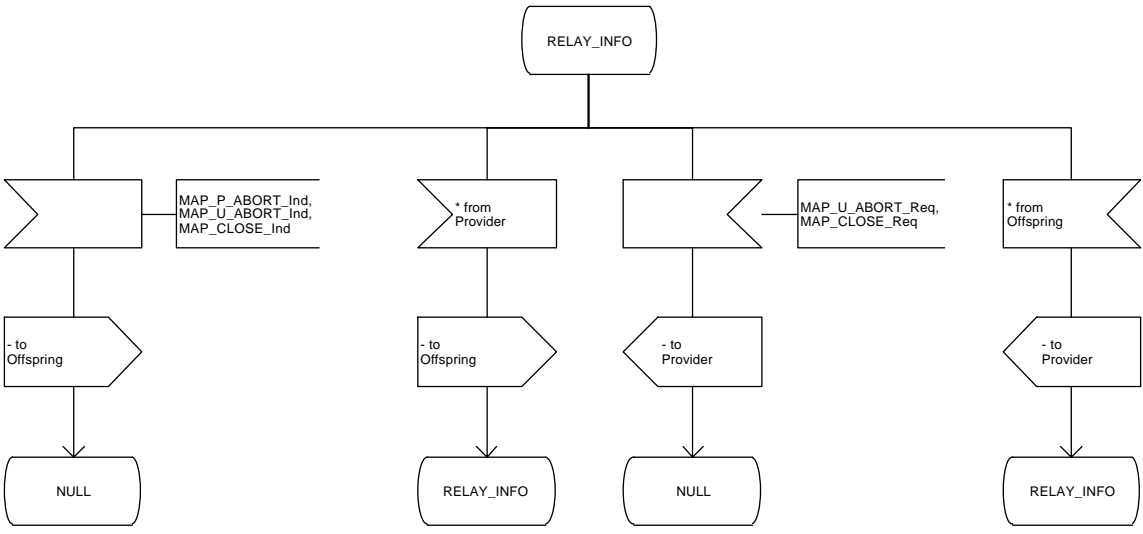 RELAY_INFO
MAP_P_ABORT_Ind,
MAP_U_ABORT_Ind,
MAP_CLOSE_Ind
* from
Provider
MAP_U_ABORT_Req,
MAP_CLOSE_Req
* from
Offspring
- to
Offspring
- to
Offspring
- to
Provider
- to
Provider
NULL
RELAY_INFO
NULL
RELAY_INFO